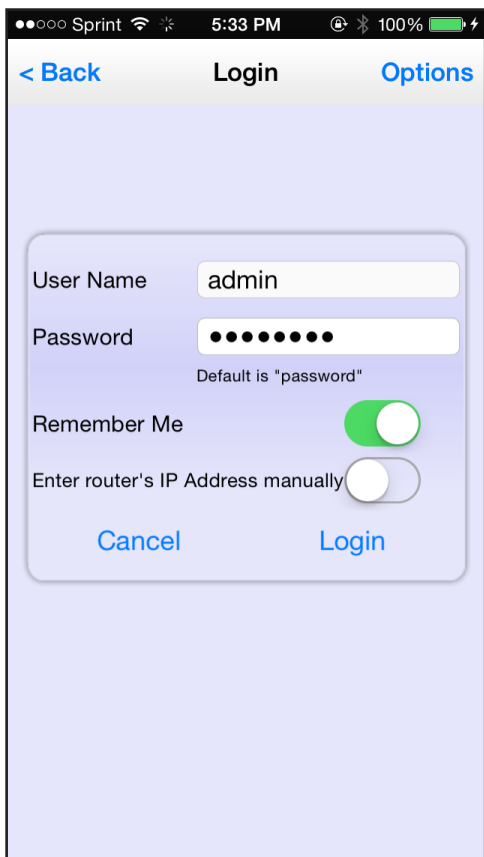 Sprint 5:33 PM 100%
< Back Login Options
User Name admin
Password ●●●●●●●●
Default is "password"
Remember Me
Enter router's IP Address manually
Cancel Login